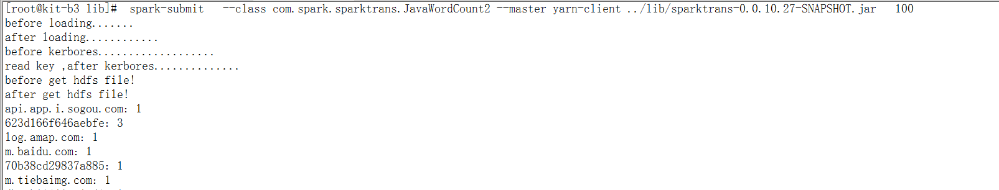 [root@kit-b3 lib]#  spark-submit   --class com.spark.sparktrans.JavaWordCount2 --master yarn-client ../lib/sparktrans-0.0.10.27-SNAPSHOT.jar   100
before loading.......
after loading............
before kerbores...................
read key ,after kerbores..............
before get hdfs file!
after get hdfs file!
api.app.i.sogou.com: 1
623d166f646aebfe: 3
log.amap.com: 1
m.baidu.com: 1
70b38cd29837a885: 1
m.tiebaimg.com: 1